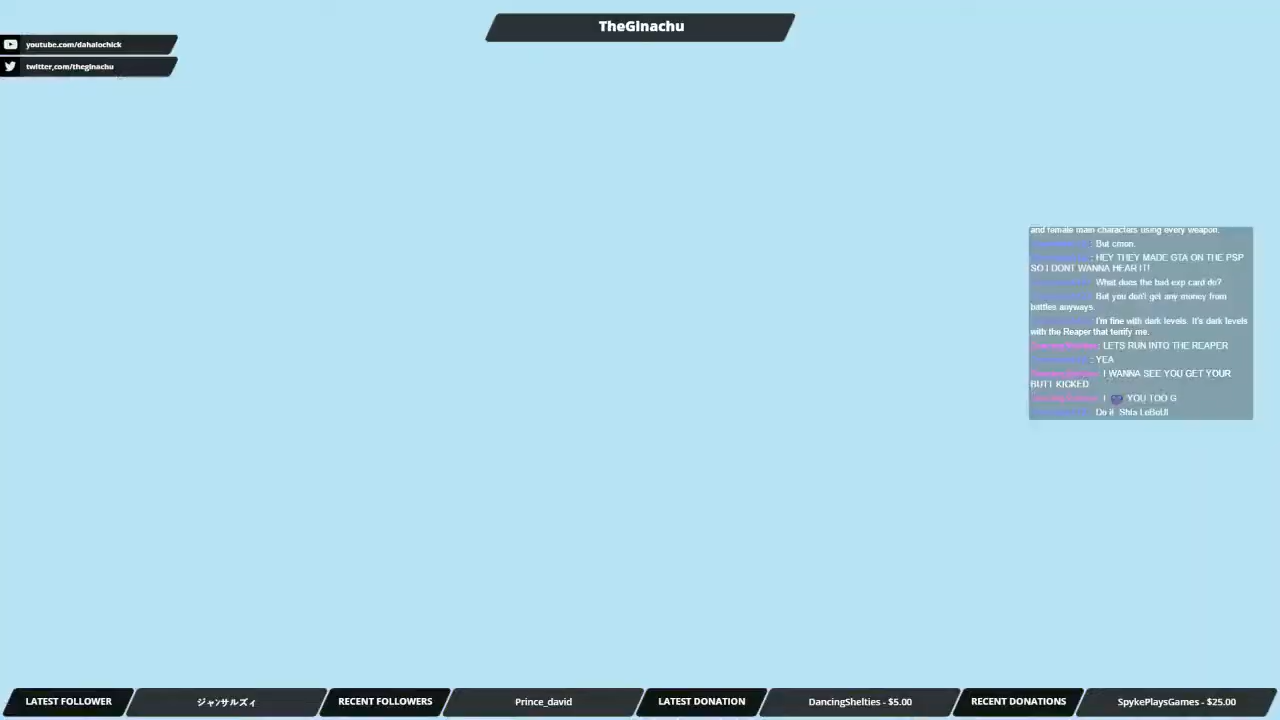 TheGinachu
youtube.com/dahalochick
twitter.com/theginachu
and female main characters using every weapon.
: But cmon.
: HEY THEY MADE GTA ON THE PSP
SO I DONT WANNA HEAR IT!
What does the bad exp card do?
But you don't get any money from
battles anyways.
I'm fine with dark levels. It's dark levels
with the Reaper that terrify me.
: LETS RUN INTO THE REAPER
: YEA
: I WANNA SEE YOU GET YOUR
BUTT KICKED
: I YOU TOO G
Do it Shia
LATEST FOLLOWER
ジャンサルズィ
RECENT FOLLOWERS
Prince_david
LATEST DONATION
DancingShelties - $5.00
RECENT DONATIONS
SpykePlaysGames - $25.00